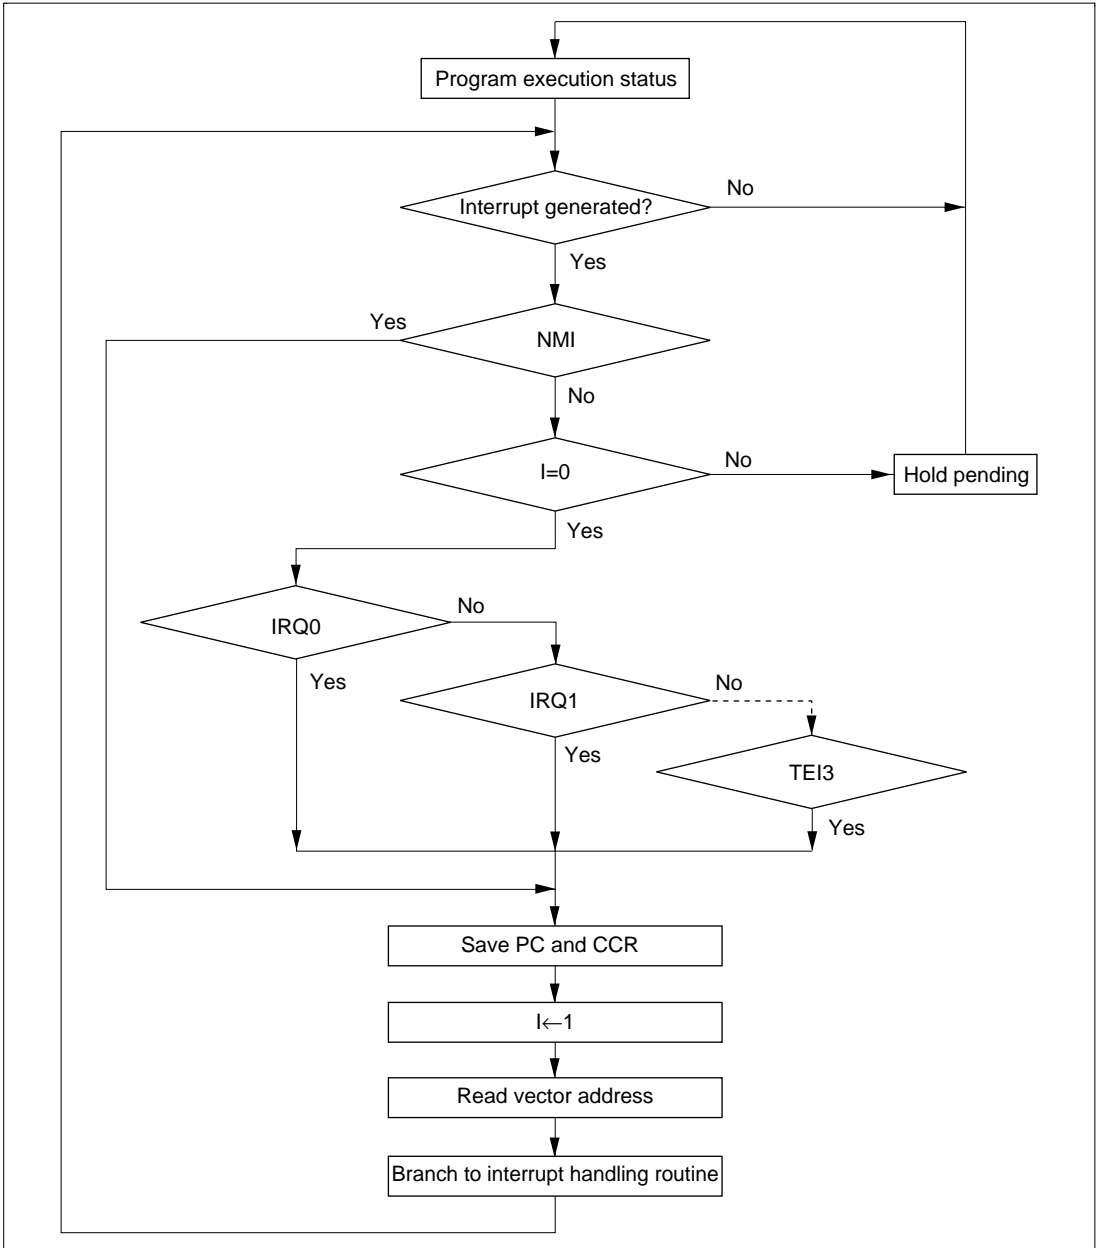 Program execution status
No
Interrupt generated?
Yes
Yes
NMI
No
No
I=0
Hold pending
Yes
No
IRQ0
Yes
No
IRQ1
Yes
TEI3
Yes
Save PC and CCR
I←1
Read vector address
Branch to interrupt handling routine